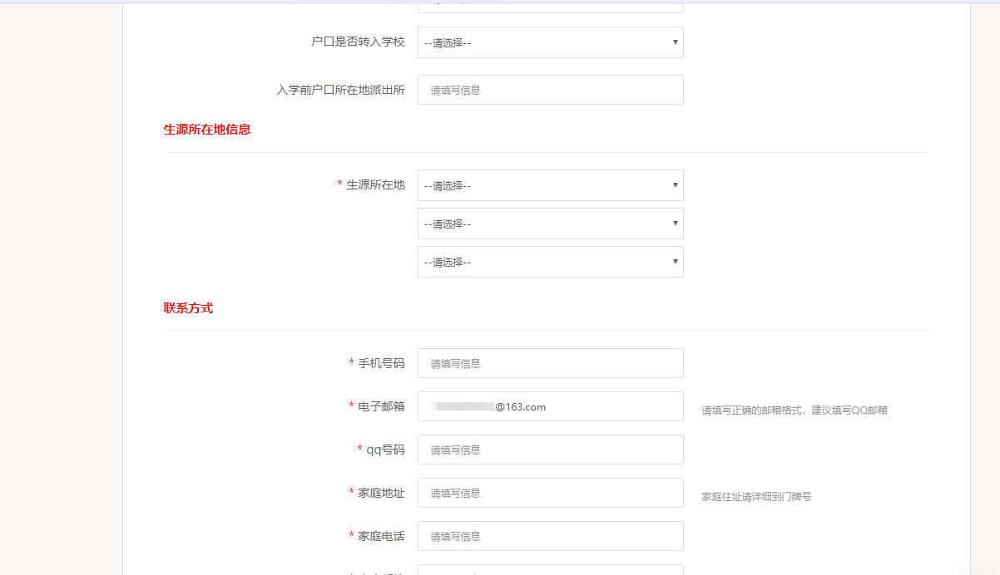 户口是否转入学校 --请选择--
入学前户口所在地派出所 请填写信息
生源所在地信息
* 生源所在地 --请选择--
--请选择--
--请选择--
联系方式
* 手机号码 请填写信息
* 电子邮箱 @163.com 请填写正确的邮箱格式，建议填写QQ邮箱
* qq号码 请填写信息
* 家庭地址 请填写信息 家庭住址请详细到门牌号
* 家庭电话 请填写信息